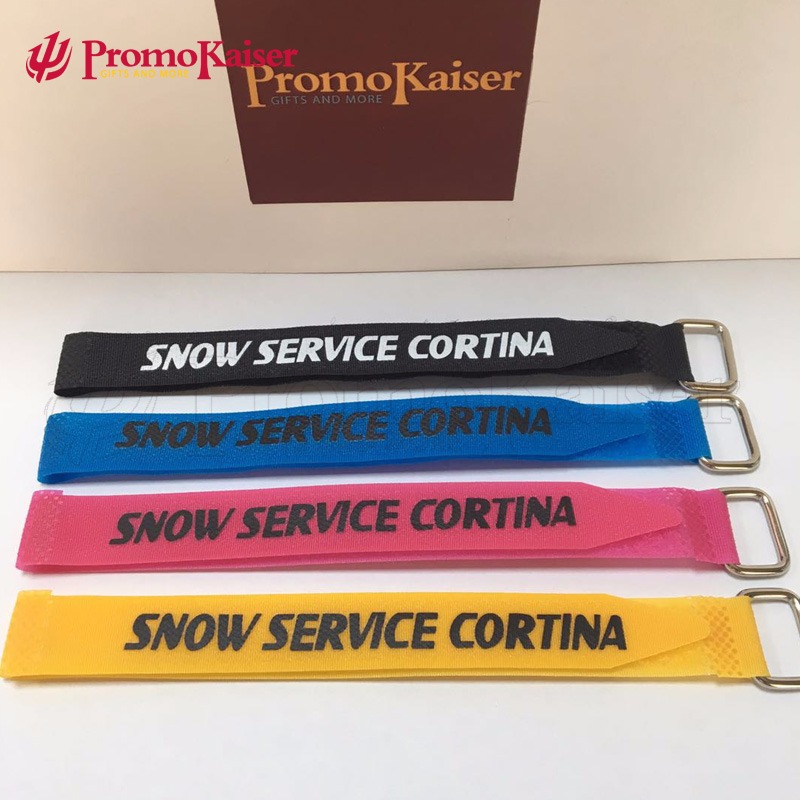 PromoKaiser
GIFTS AND MORE
PromoKaiser
GIFTS AND MORE
SNOW SERVICE CORTINA
SNOW SERVICE CORTINA
SNOW SERVICE CORTINA
SNOW SERVICE CORTINA
PromoKaiser